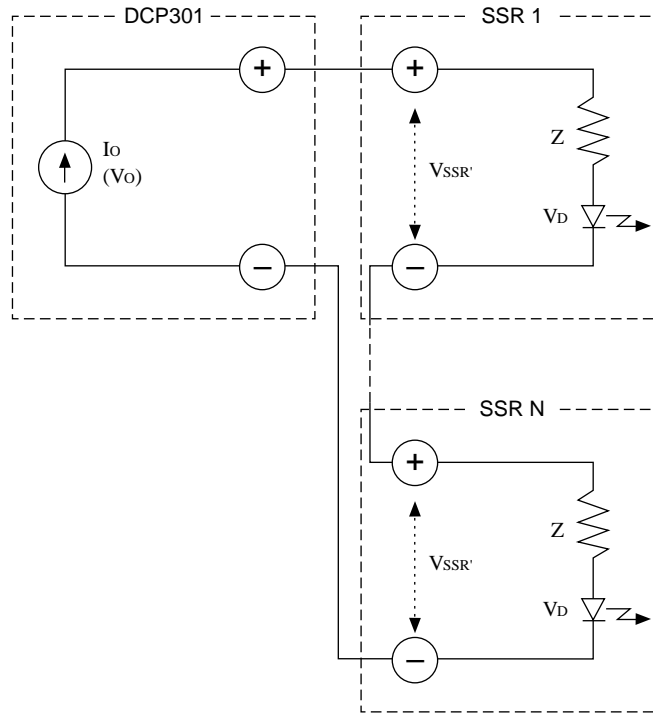 DCP301
SSR 1
+
+
IO
(VO)
Z
VSSR'
VD
−
−
SSR N
+
Z
VSSR'
VD
−